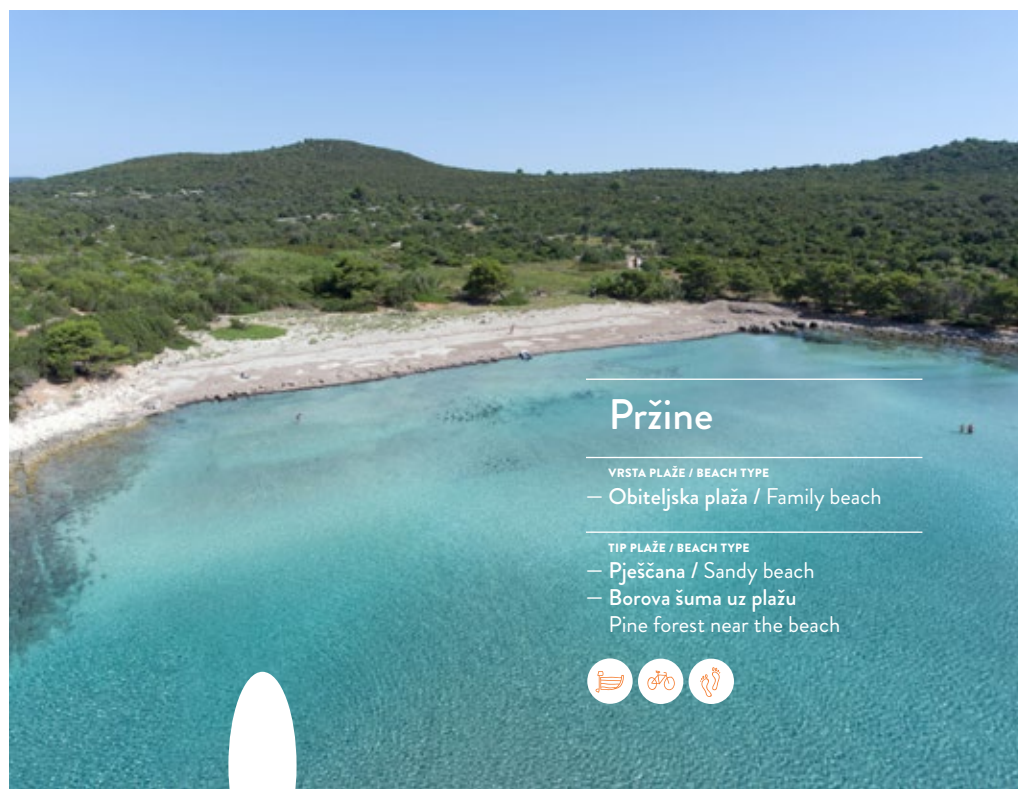 Pržine
VRSTA PLAŽE / BEACH TYPE
— Obiteljska plaža / Family beach
TIP PLAŽE / BEACH TYPE
— Pješčana / Sandy beach
— Borova šuma uz plažu
Pine forest near the beach